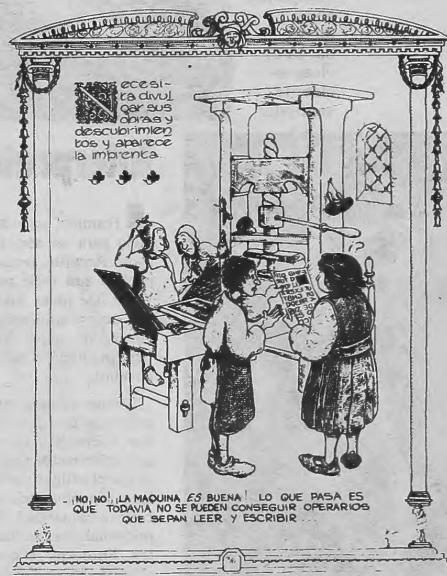 Necesi-
ta divul
gar sus
obras y
descubrimien
tos y aparece
la imprenta.
¿?
- ¡NO, NO!, ¡LA MAQUINA ES BUENA! LO QUE PASA ES
QUE TODAVIA NO SE PUEDEN CONSEGUIR OPERARIOS
QUE SEPAN LEER Y ESCRIBIR...